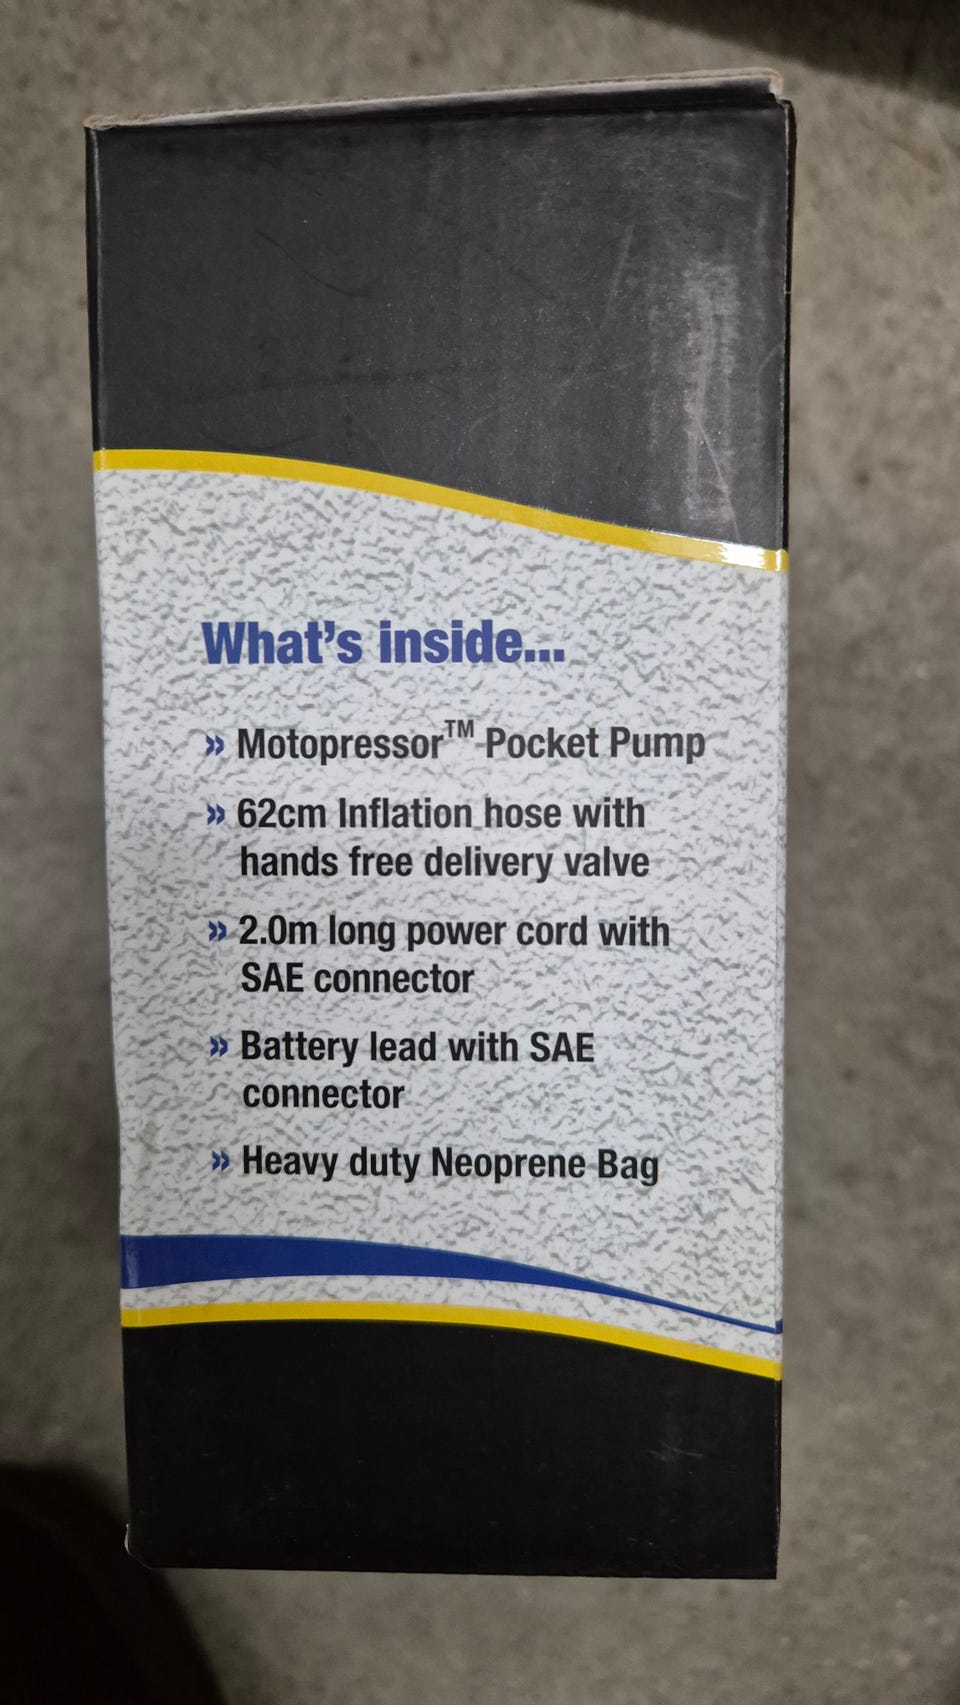 What's inside...
» Motopressor™ Pocket Pump
» 62cm Inflation hose with
hands free delivery valve
» 2.0m long power cord with
SAE connector
» Battery lead with SAE
connector
» Heavy duty Neoprene Bag